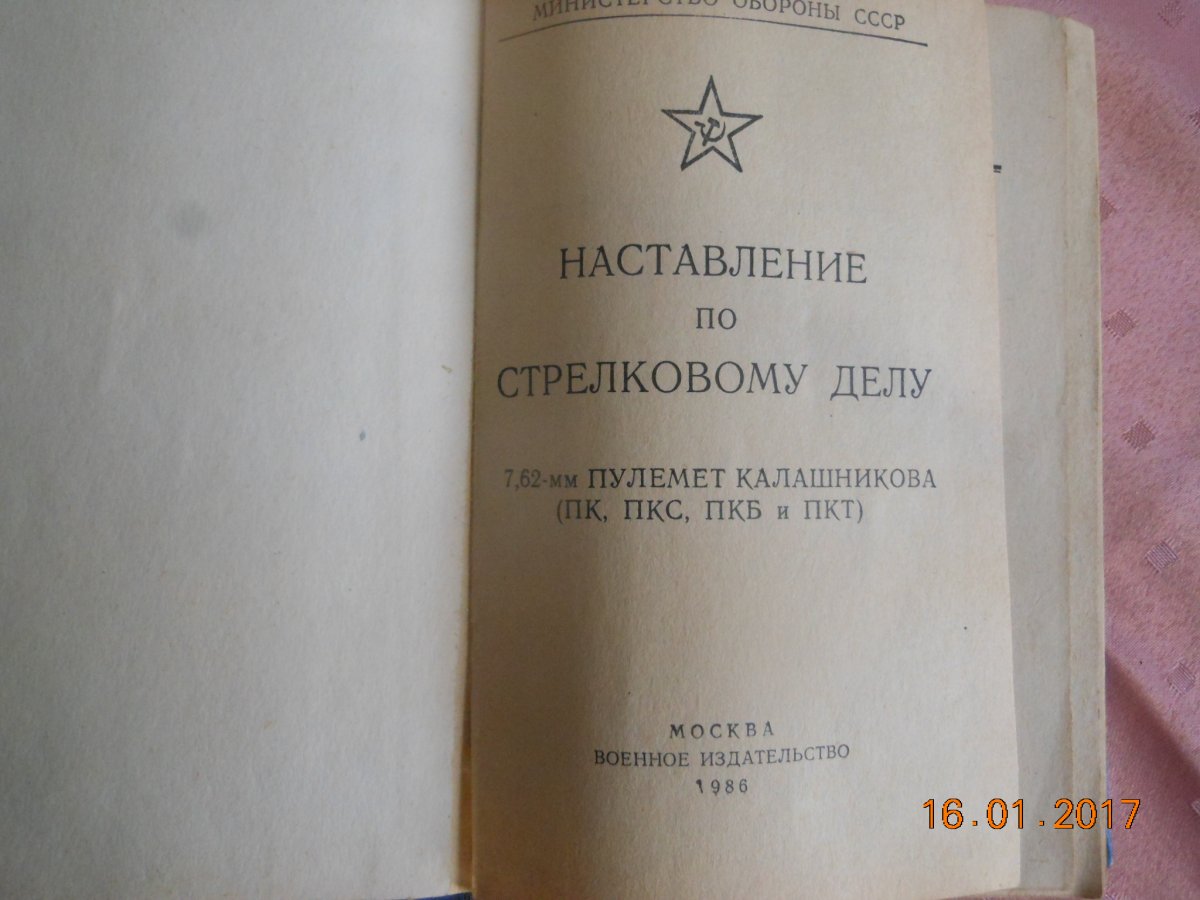 МИНИСТЕРСТВО ОБОРОНЫ СССР
НАСТАВЛЕНИЕ
ПО
СТРЕЛКОВОМУ ДЕЛУ
7,62-мм ПУЛЕМЕТ КАЛАШНИКОВА
(ПК, ПКС, ПКБ и ПКТ)
МОСКВА
ВОЕННОЕ ИЗДАТЕЛЬСТВО
1986
16.01.2017